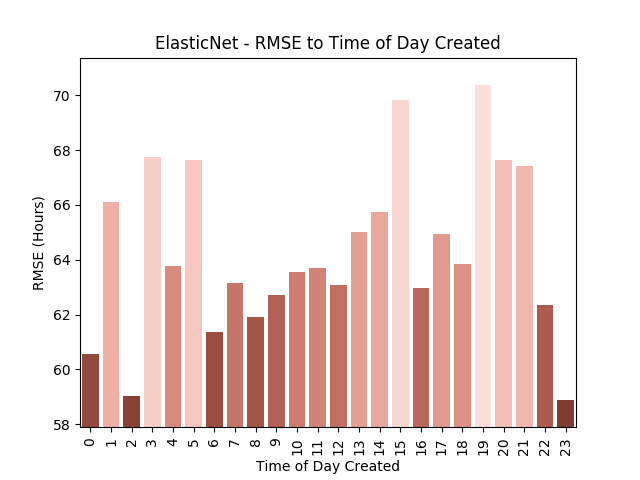 ElasticNet - RMSE to Time of Day Created
RMSE (Hours)
70
68
66
64
62
60
58
0 1 2 3 4 5 6 7 8 9 10 11 12 13 14 15 16 17 18 19 20 21 22 23
Time of Day Created